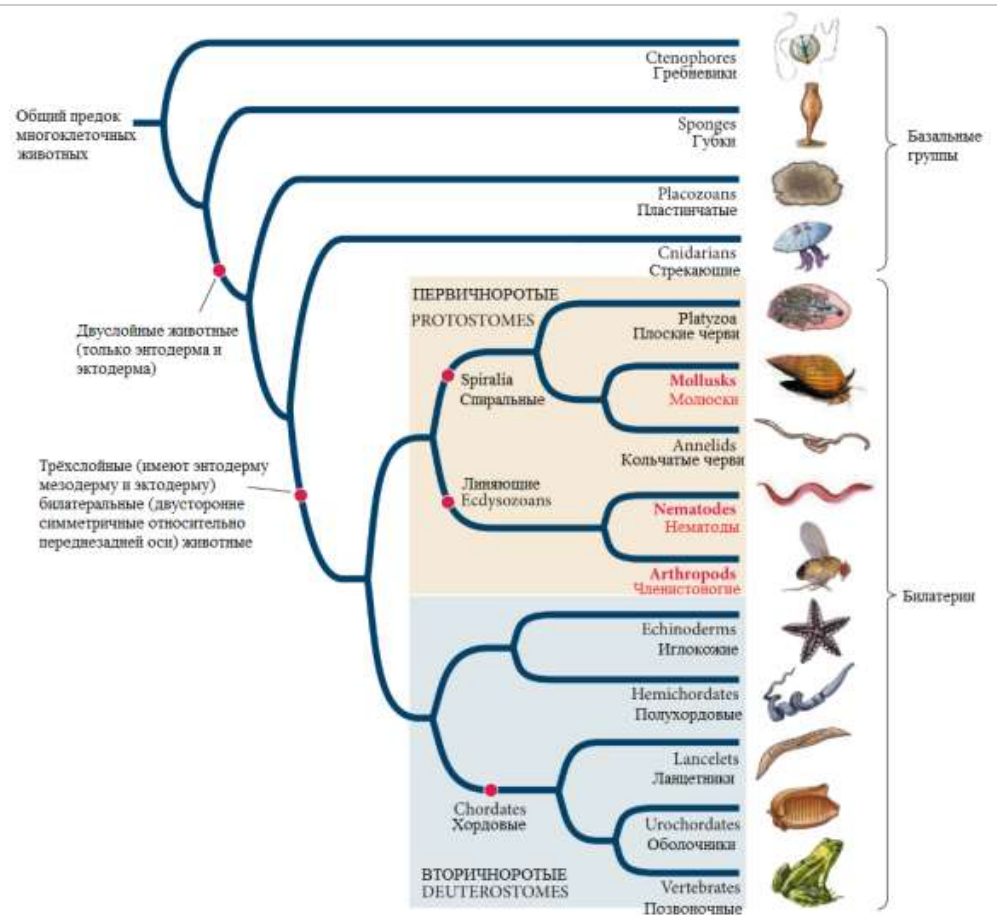 Ctenophores
Гребневики
Общий предок
многоклеточных
животных
Sponges
Губки
Базальные
группы
Placozoans
Пластинчатые
Cnidarians
Стрекающие
ПЕРВИЧНОРОТЫЕ
PROTOSTOMES
Platyzoa
Плоские черви
Двуслойные животные
(только энтодерма и
эктодерма)
Spiralia
Спиральные
Mollusks
Молюски
Annelids
Кольчатые черви
Трёхслойные (имеют энтодерму
мезодерму и эктодерму)
билатеральные (двусторонне
симметричные относительно
переднезадней оси) животные
Линяющие
Ecdysozoans
Nematodes
Нематоды
Arthropods
Членистоногие
Билатерии
Echinoderms
Иглокожие
Hemichordates
Полухордовые
Lancelets
Ланцетники
Chordates
Хордовые
Urochordates
Оболочники
ВТОРИЧНОРОТЫЕ
DEUTEROSTOMES
Vertebrates
Позвоночные